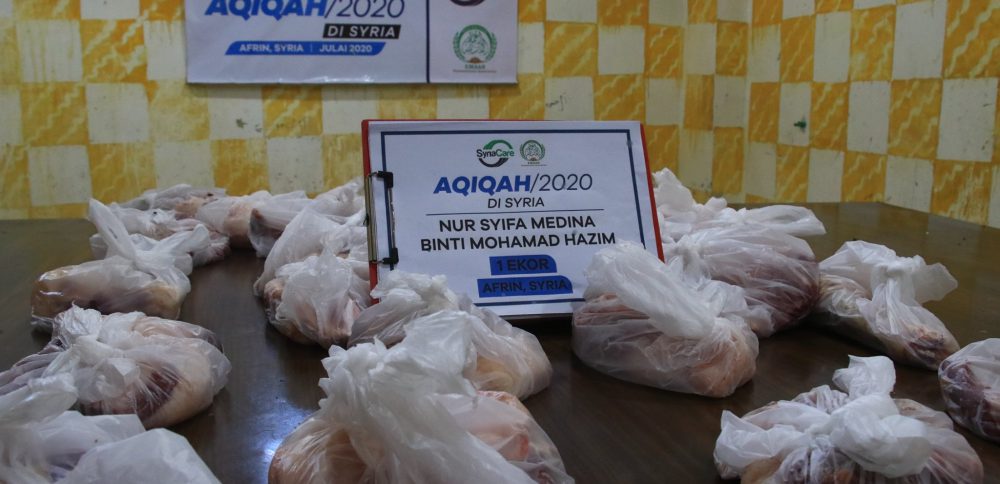 AQIQAH/2020
DI SYRIA
AFRIN, SYRIA | JULAI 2020
SynaCare
AQIQAH/2020
DI SYRIA
NUR SYIFA MEDINA
BINTI MOHAMAD HAZIM
1 EKOR
AFRIN, SYRIA